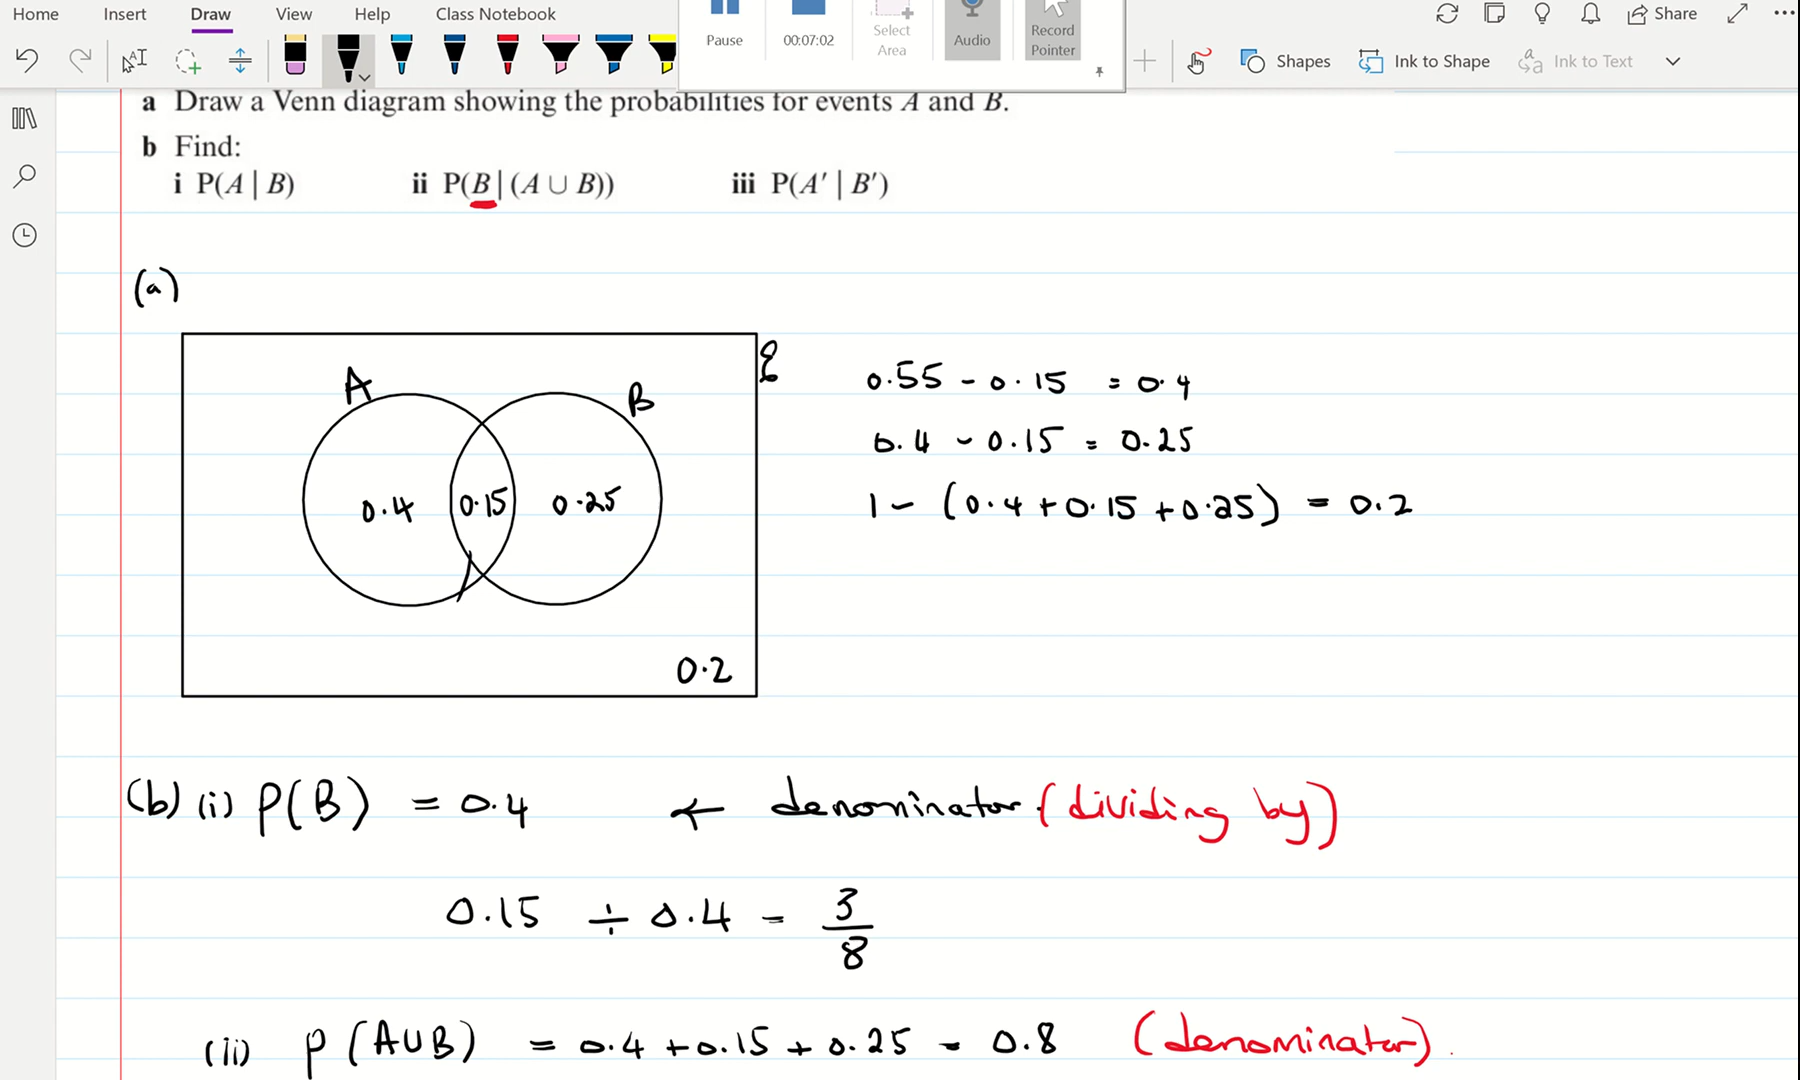 Home Insert Draw View Help Class Notebook
Pause 00:07:02 Select Area Audio Record Pointer
Share
Shapes Ink to Shape Ink to Text
a Draw a Venn diagram showing the probabilities for events A and B.
b Find:
i P(A | B) ii P(B | (A ∪ B)) iii P(A′ | B′)
(a)
A B ξ
0.4 0.15 0.25
0.2
0.55 - 0.15 = 0.4
0.4 - 0.15 = 0.25
1 - (0.4 + 0.15 + 0.25) = 0.2
(b) (i) P(B) = 0.4 ← denominator (dividing by)
0.15 ÷ 0.4 = 3/8
(ii) P(A∪B) = 0.4 + 0.15 + 0.25 = 0.8 (denominator).